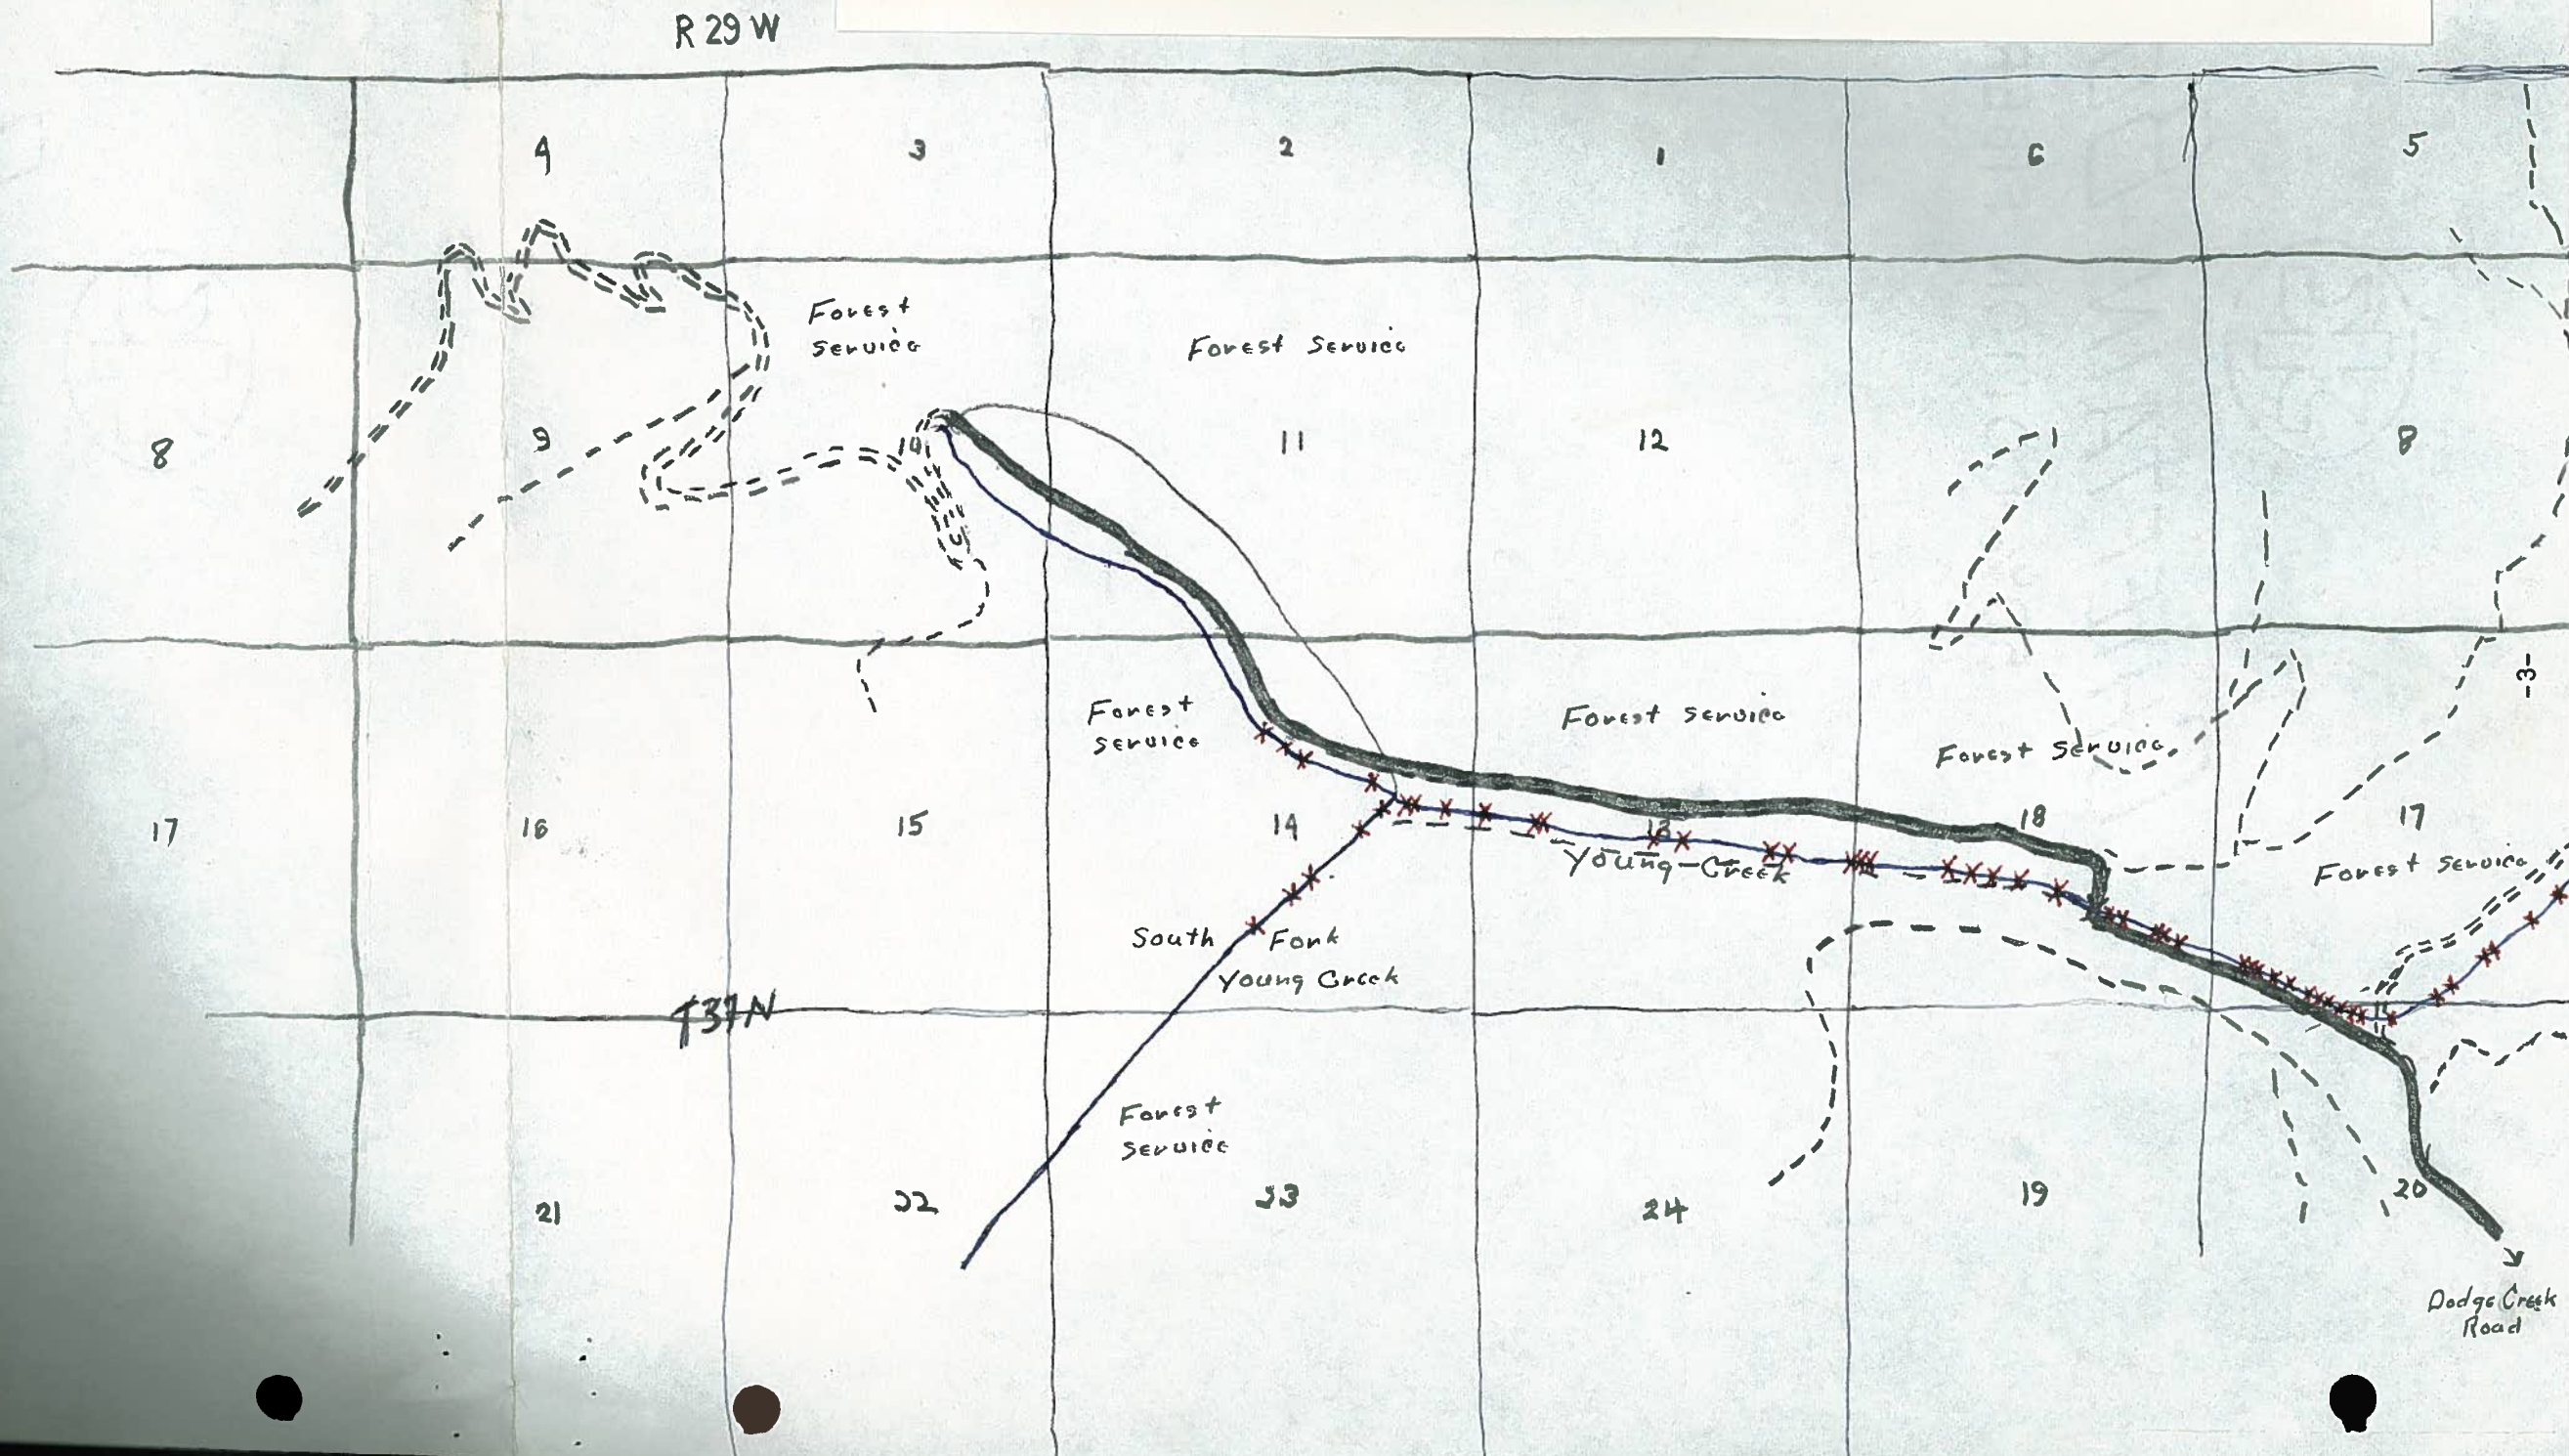 R 29 W
4
3
2
1
6
5
Forest
Service
Forest Service
8
9
10
11
12
8
-3-
Forest
Service
Forest Service
Forest Service
17
16
15
14
13
18
17
Young Creek
Forest Service
South Fork
Young Creek
T37N
Forest
Service
21
22
23
24
19
20
Dodge Creek
Road